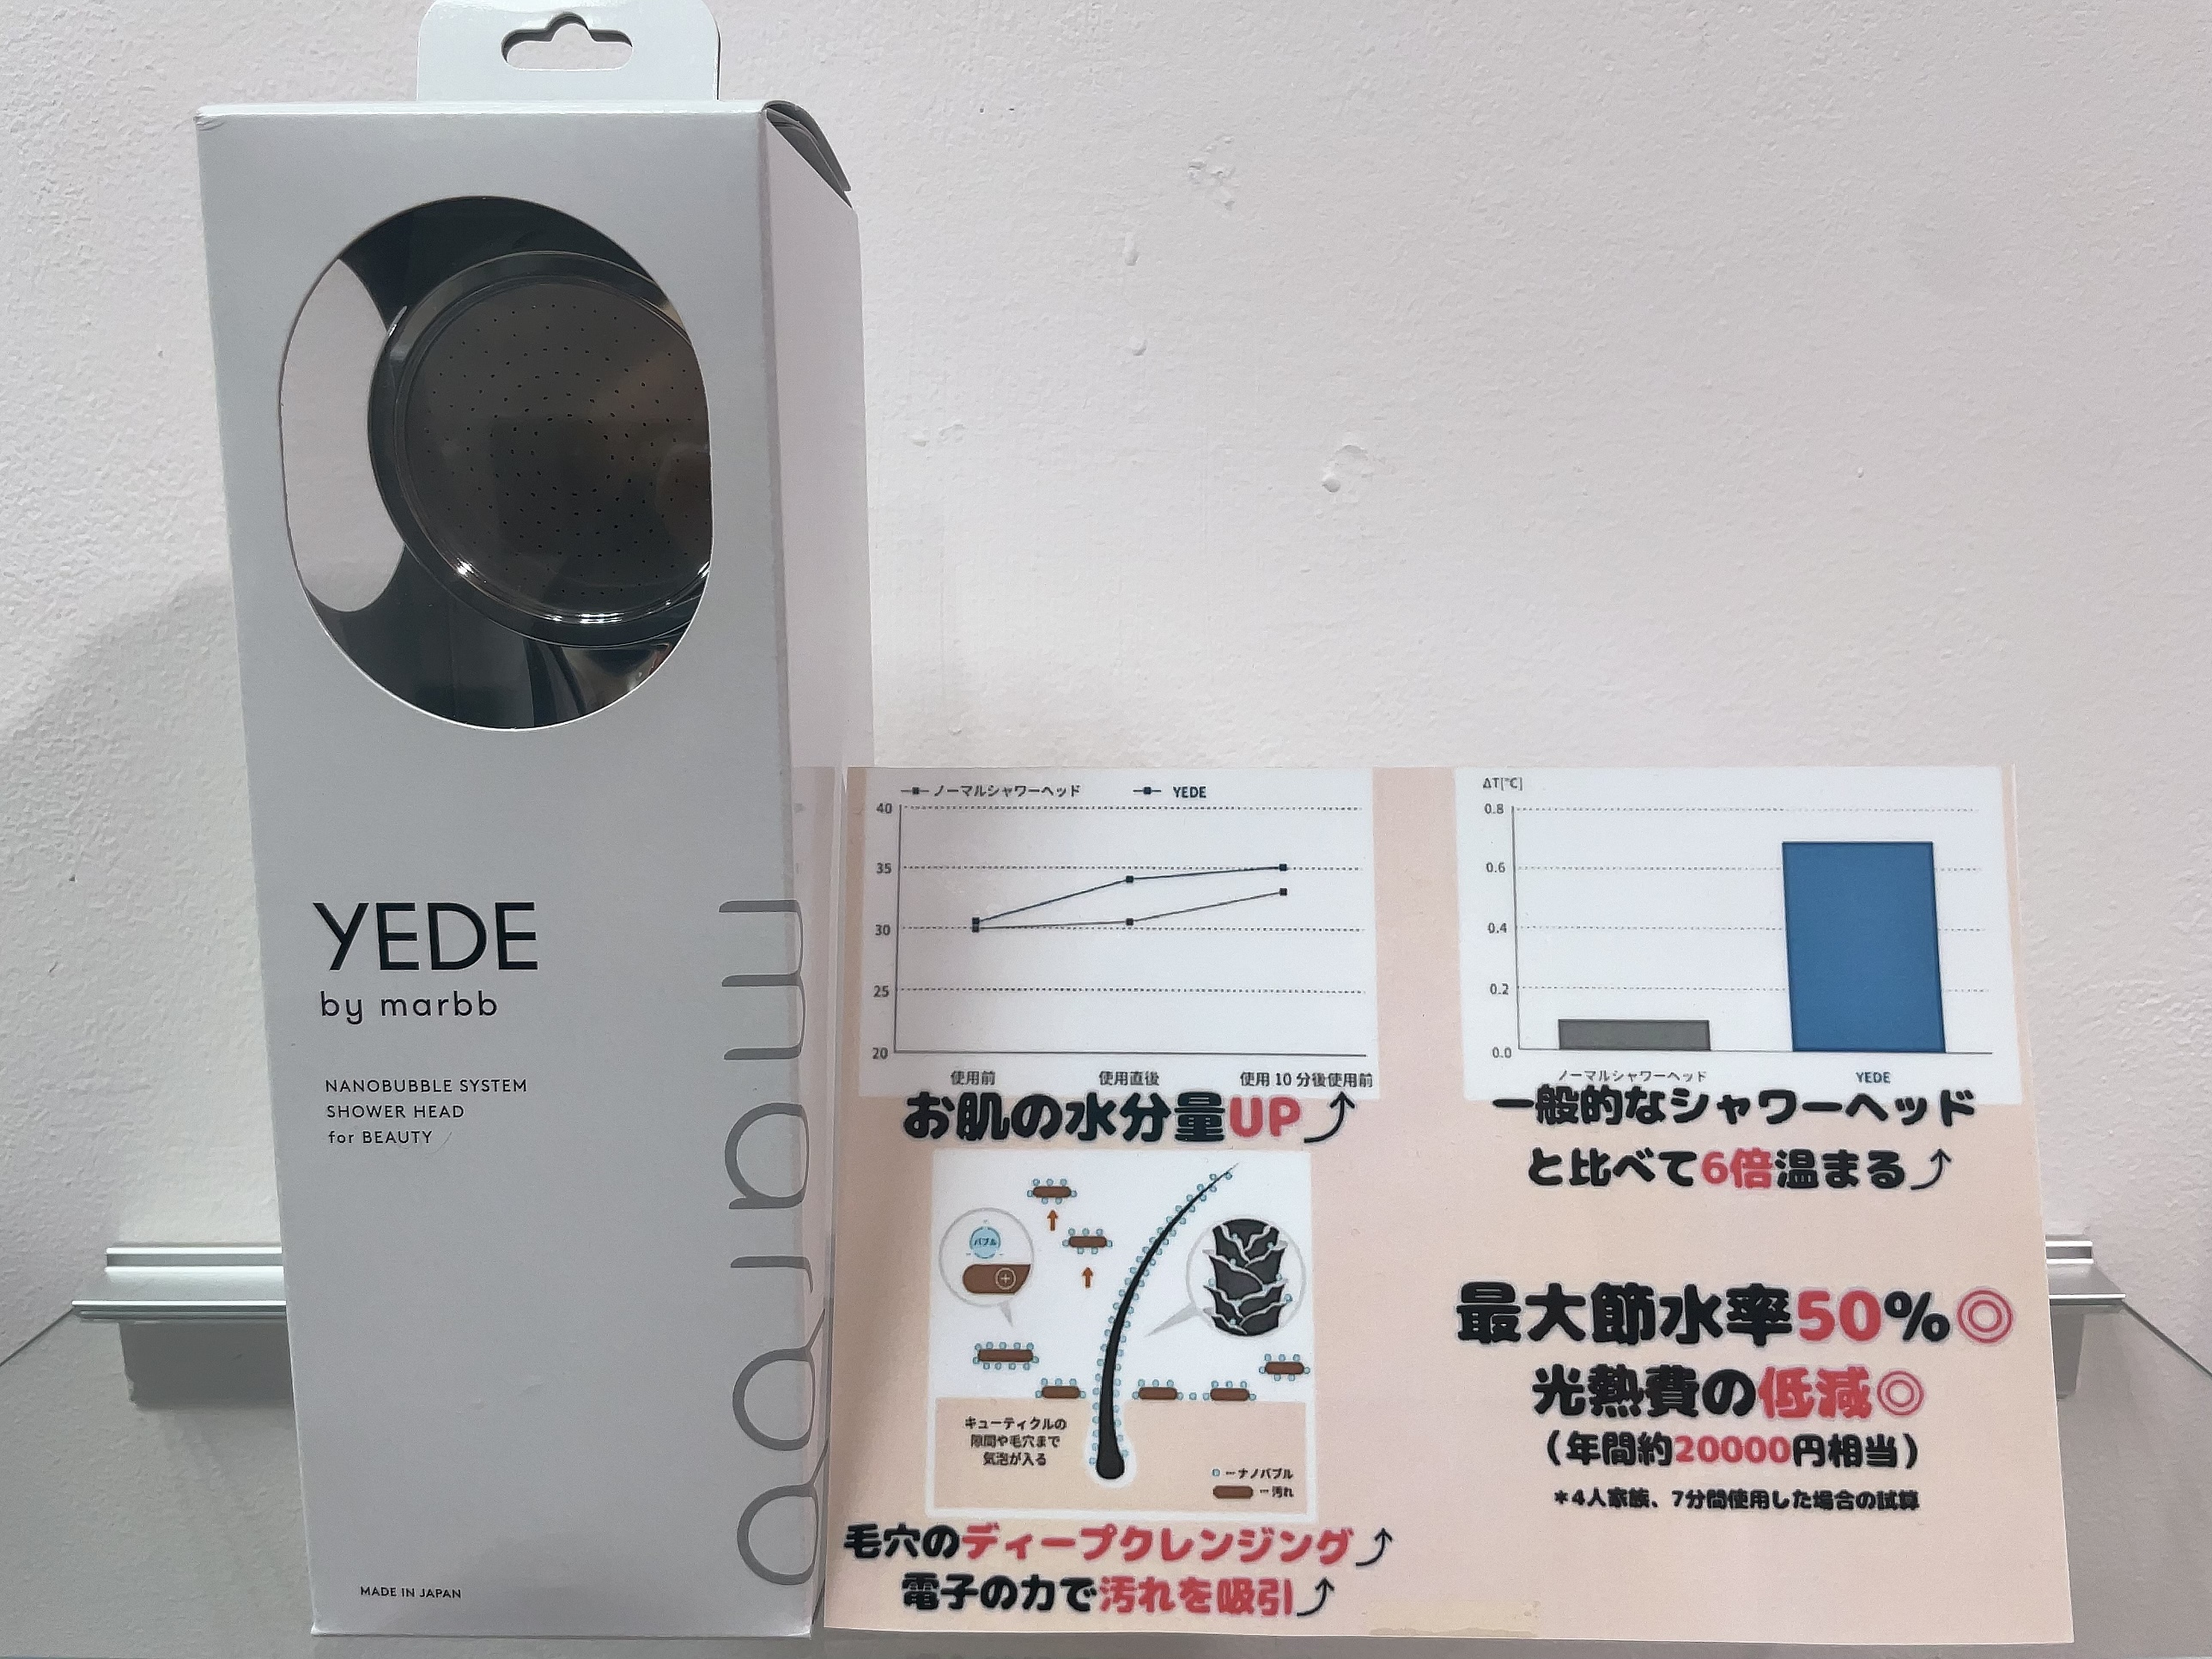 YEDE
by marbb
NANOBUBBLE SYSTEM
SHOWER HEAD
for BEAUTY
MADE IN JAPAN
marbb
ノーマルシャワーヘッド YEDE
40
35
30
25
20
使用前 使用直後 使用 10 分後使用前
お肌の水分量UP
バブル
キューティクルの
隙間や毛穴まで
気泡が入る
ーナノバブル
ー汚れ
毛穴のディープクレンジング
電子の力で汚れを吸引
ΔT[℃]
0.8
0.6
0.4
0.2
0.0
ノーマルシャワーヘッド YEDE
一般的なシャワーヘッド
と比べて6倍温まる
最大節水率50%◎
光熱費の低減◎
(年間約20000円相当)
*4人家族、7分間使用した場合の試算